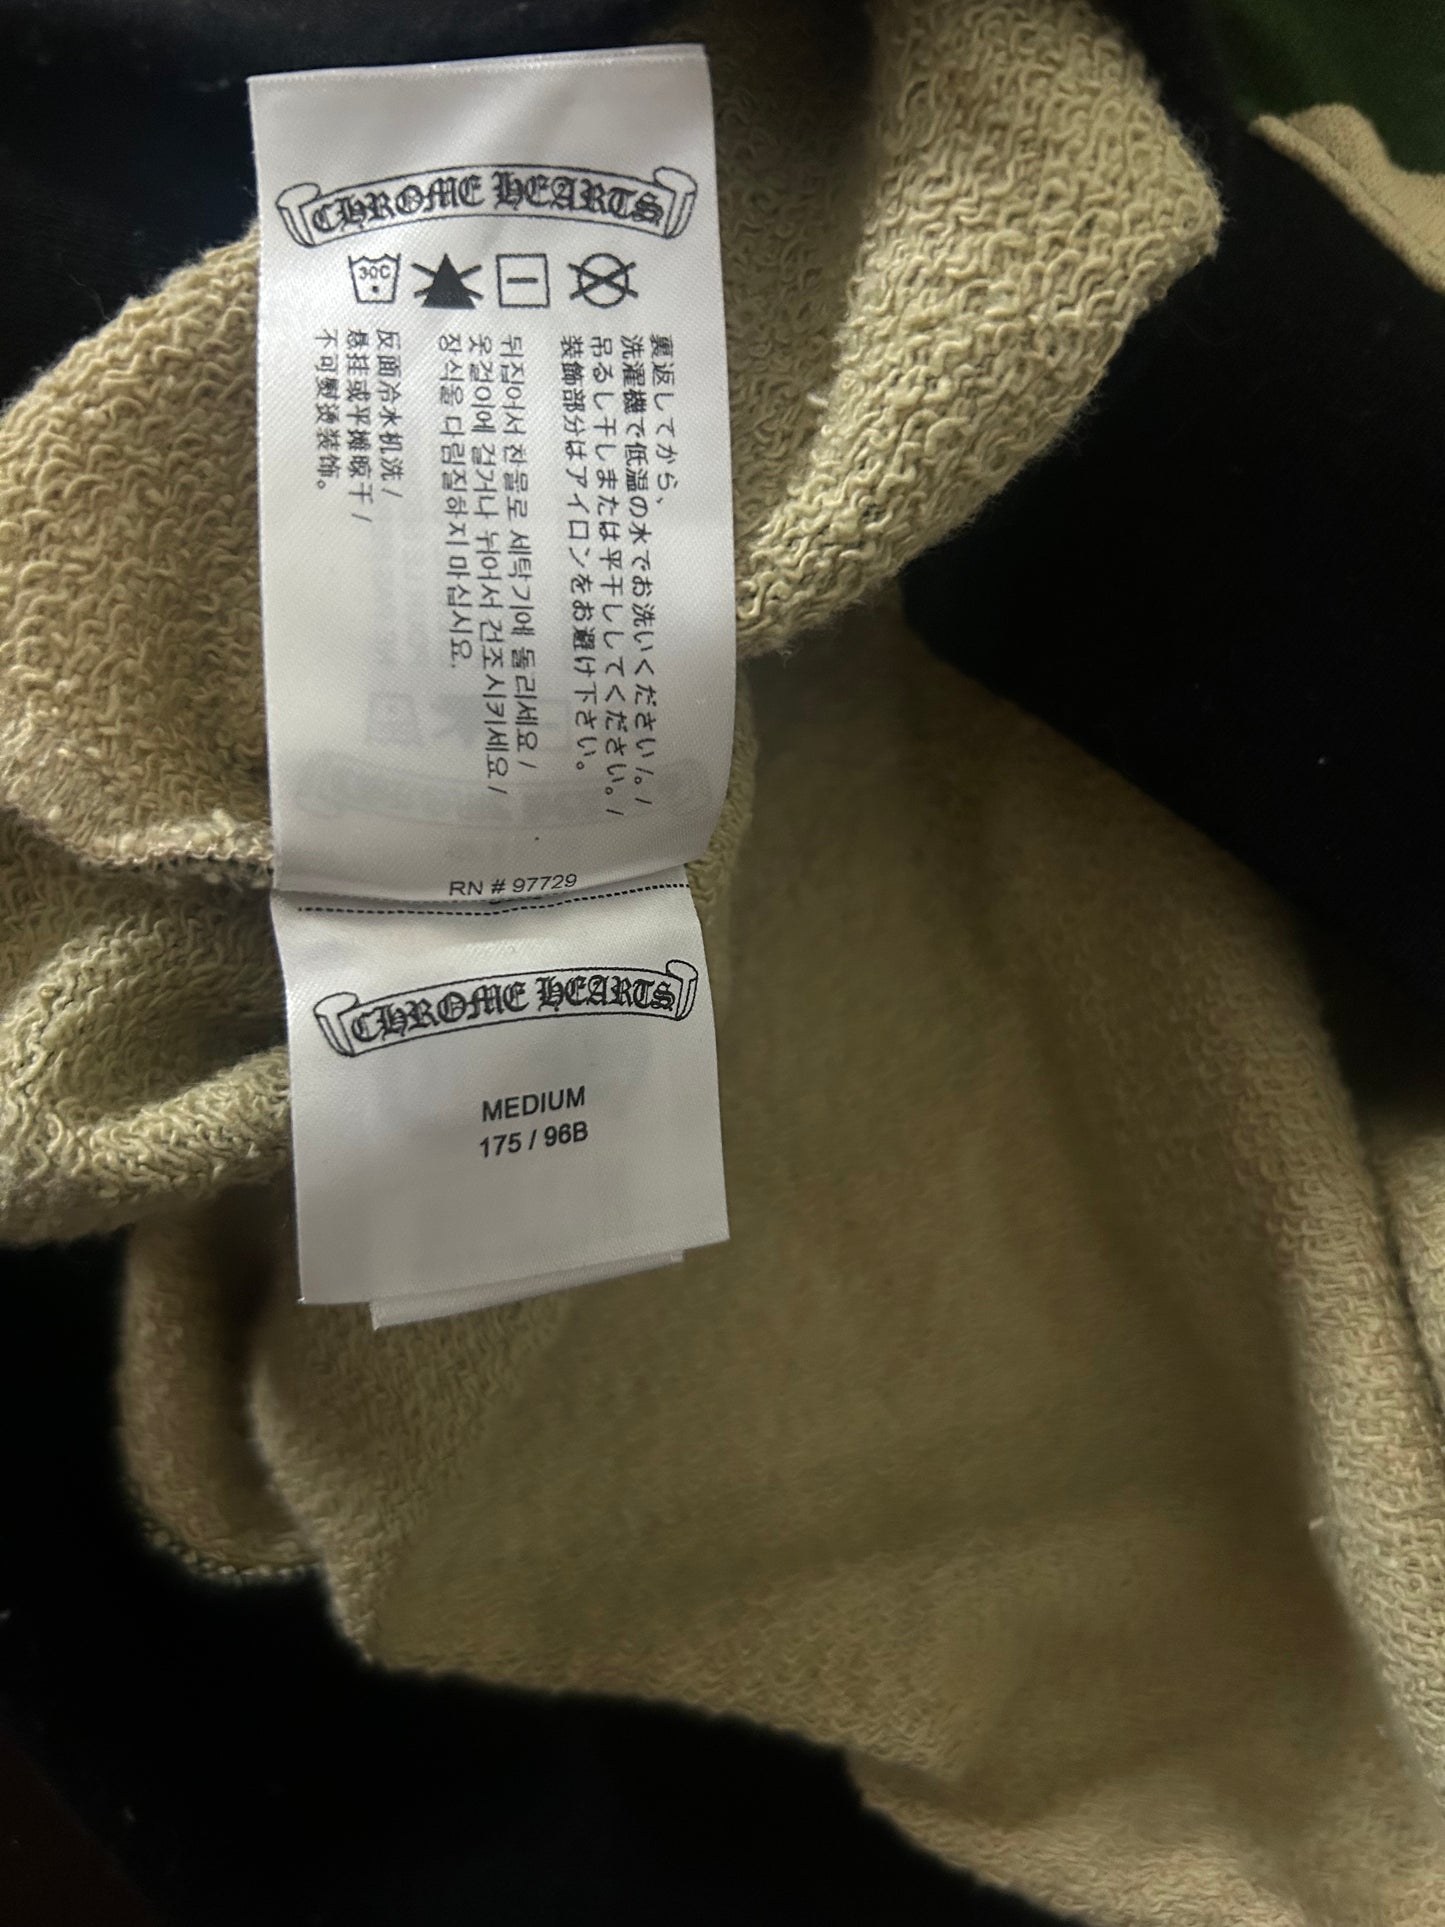 CHROME HEARTS
30C
裏返してから、
洗濯機で低温の水でお洗いください。/
吊るし干しまたは平干ししてください。/
装飾部分はアイロンをお避け下さい。
뒤집어서 찬물로 세탁기에 돌리세요 /
옷걸이에 걸거나 뉘어서 건조시키세요 /
장식을 다림질하지 마십시요.
反面冷水机洗 /
悬挂或平摊晾干 /
不可熨烫装饰。
RN # 97729
CHROME HEARTS
MEDIUM
175 / 96B